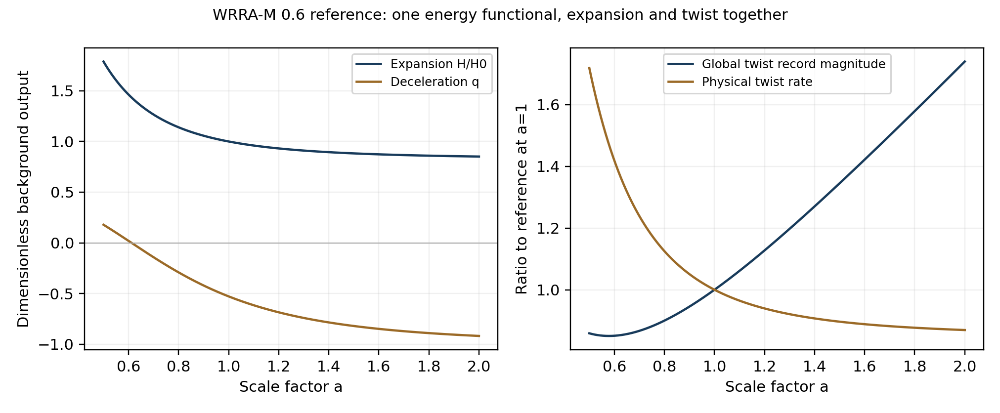 WRRA-M 0.6 reference: one energy functional, expansion and twist together
Dimensionless background output
1.5
1.0
0.5
0.0
−0.5
−1.0
Expansion H/H0
Deceleration q
0.6 0.8 1.0 1.2 1.4 1.6 1.8 2.0
Scale factor a
Ratio to reference at a=1
1.6
1.4
1.2
1.0
Global twist record magnitude
Physical twist rate
0.6 0.8 1.0 1.2 1.4 1.6 1.8 2.0
Scale factor a